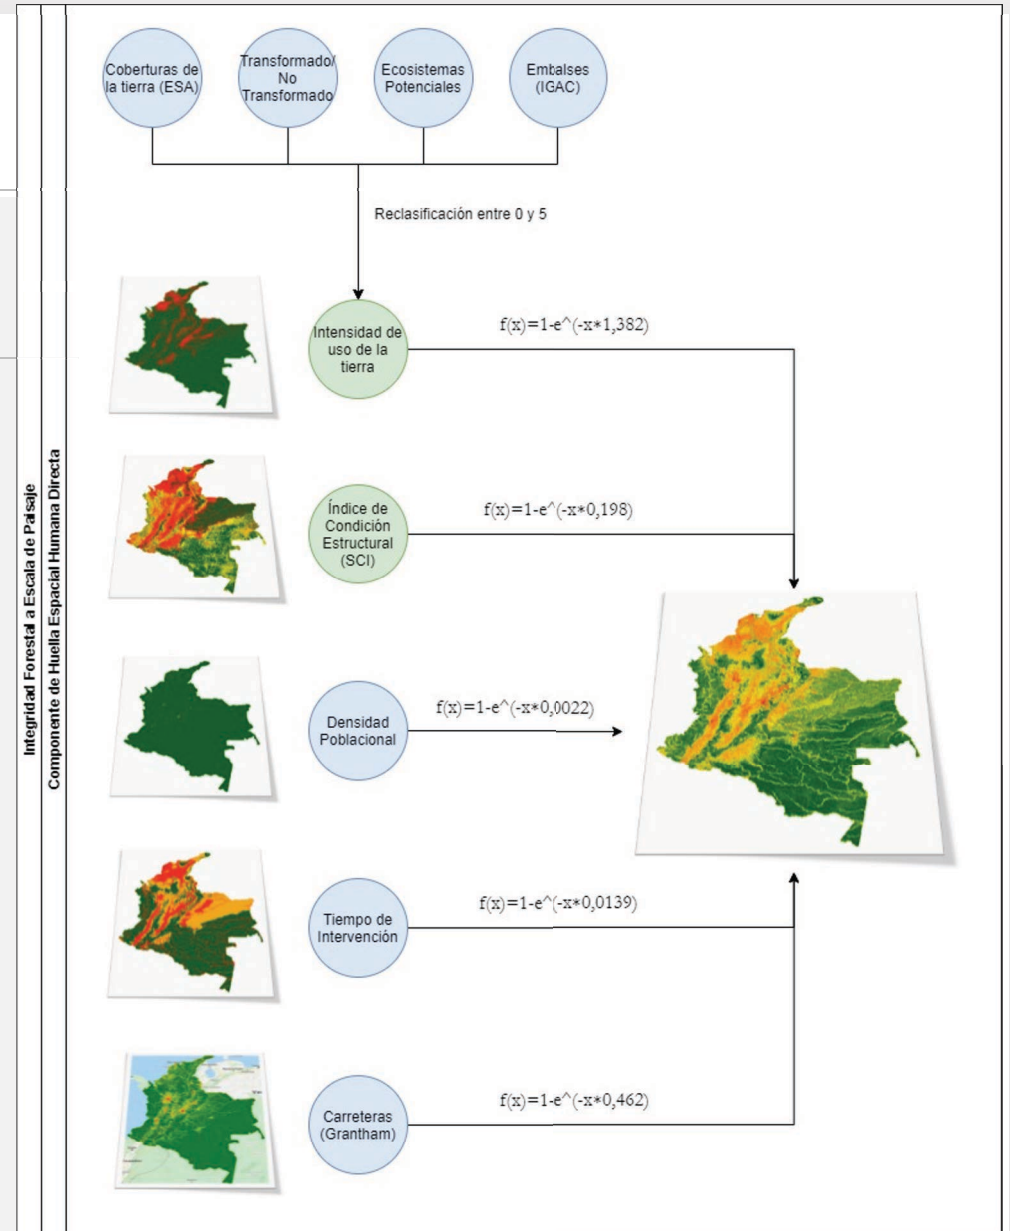 Integridad Forestal a Escala de Paisaje
Componente de Huella Espacial Humana Directa
Coberturas de
la tierra (ESA)
Transformado/
No
Transformado
Ecosistemas
Potenciales
Embalses
(IGAC)
Reclasificación entre 0 y 5
Intensidad de
uso de la
tierra
f(x)=1-e^(-x*1,382)
Índice de
Condición
Estructural
(SCI)
f(x)=1-e^(-x*0,198)
Densidad
Poblacional
f(x)=1-e^(-x*0,0022)
Tiempo de
Intervención
f(x)=1-e^(-x*0,0139)
Carreteras
(Grantham)
f(x)=1-e^(-x*0,462)